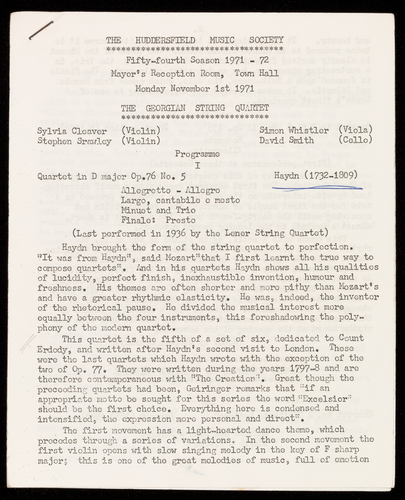 THE HUDDERSFIELD MUSIC SOCIETY
********************************
Fifty-fourth Season 1971 - 72
Mayor's Reception Room, Town Hall
Monday November 1st 1971
THE GEORGIAN STRING QUARTET
***************************
Sylvia Cleaver (Violin) Simon Whistler (Viola)
Stephen (Violin) David Smith (Cello)
Programme
I
Quartet in D major Op.76 No. 5 Haydn (1732-1809)
Allegretto - Allegro
Largo, cantabile e mesto
Minuet and Trio
Finale: Presto
(Last performed in 1936 by the Lener String Quartet)
Haydn brought the form of the string quartet to perfection.
"It was from Haydn", said Mozart"that I first learnt the true way to
compose quartets". And in his quartets Haydn shows all his qualities
of lucidity, perfect finish, inexhaustible invention, humour and
freshness. His themes are often shorter and more pithy than Mozart's
and have a greater rhythmic elasticity. He was, indeed, the inventor
of the rhetorical pause. He divided the musical interest more
equally between the four instruments, this foreshadowing the poly-
phony of the modern quartet.
This quartet is the fifth of a set of six, dedicated to Count
Erdody, and written after Haydn's second visit to London. These
were the last quartets which Haydn wrote with the exception of the
two of Op. 77. They were written during the years 1797-8 and are
therefore contemporaneous with "The Creation". Great though the
preceeding quartets had been, Geiringer remarks that "if an
appropriate motto be sought for this series the word "Excelsior"
should be the first choice. Everything here is condensed and
intensified, the expression more personal and direct".
The first movement has a light-hearted dance theme, which
precedes through a series of variations. In the second movement the
first violin opens with slow singing melody in the key of F sharp
major; this is one of the great melodies of music, full of emotion